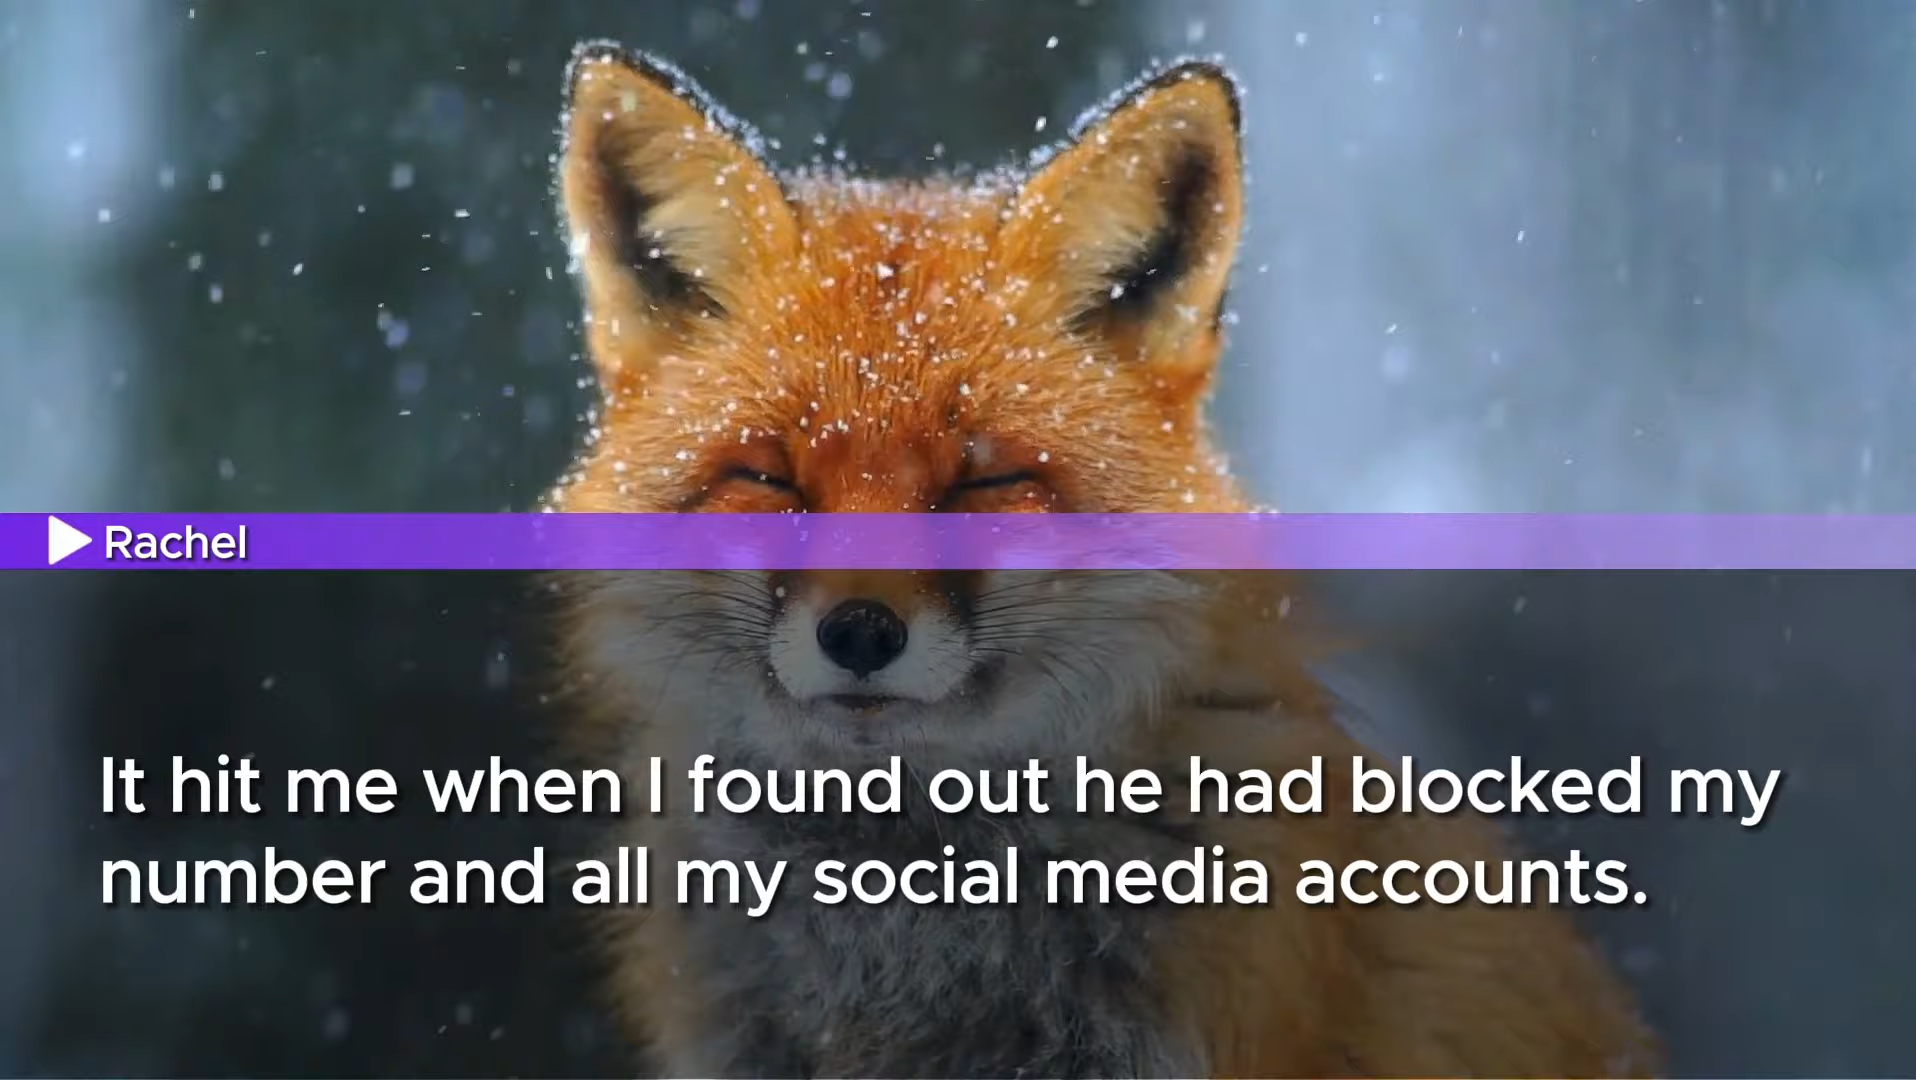 Rachel
It hit me when I found out he had blocked my
number and all my social media accounts.